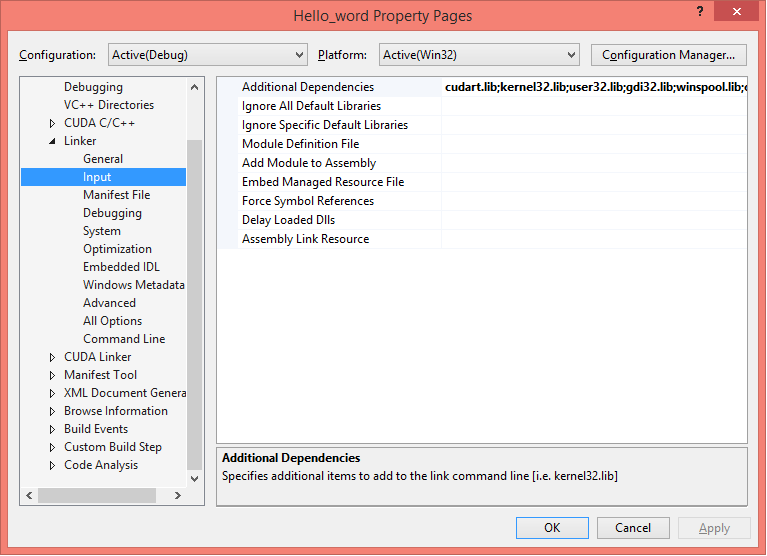 Hello_word Property Pages
? ×
Configuration: Active(Debug) Platform: Active(Win32) Configuration Manager...
Debugging
VC++ Directories
CUDA C/C++
Linker
General
Input
Manifest File
Debugging
System
Optimization
Embedded IDL
Windows Metadata
Advanced
All Options
Command Line
CUDA Linker
Manifest Tool
XML Document Genera
Browse Information
Build Events
Custom Build Step
Code Analysis
Additional Dependencies cudart.lib;kernel32.lib;user32.lib;gdi32.lib;winspool.lib;
Ignore All Default Libraries
Ignore Specific Default Libraries
Module Definition File
Add Module to Assembly
Embed Managed Resource File
Force Symbol References
Delay Loaded Dlls
Assembly Link Resource
Additional Dependencies
Specifies additional items to add to the link command line [i.e. kernel32.lib]
OK Cancel Apply